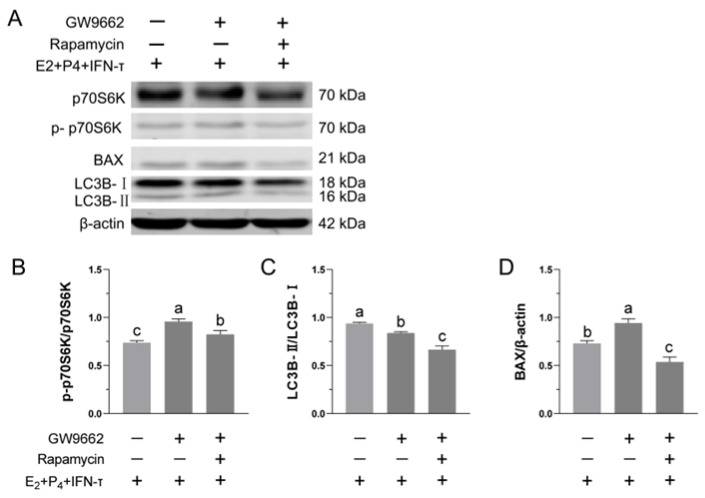 A
GW9662 − + +
Rapamycin − − +
E2+P4+IFN-τ + + +
p70S6K 70 kDa
p- p70S6K 70 kDa
BAX 21 kDa
LC3B-Ⅰ 18 kDa
LC3B-Ⅱ 16 kDa
β-actin 42 kDa
B
p-p70S6K/p70S6K
1.5
1.0
0.5
0.0
c a b
C
LC3B-Ⅱ/LC3B-Ⅰ
1.5
1.0
0.5
0.0
a b c
D
BAX/β-actin
1.5
1.0
0.5
0.0
b a c
GW9662 − + + − + + − + +
Rapamycin + + +
E₂+P₄+IFN-τ + + + + + + + + +